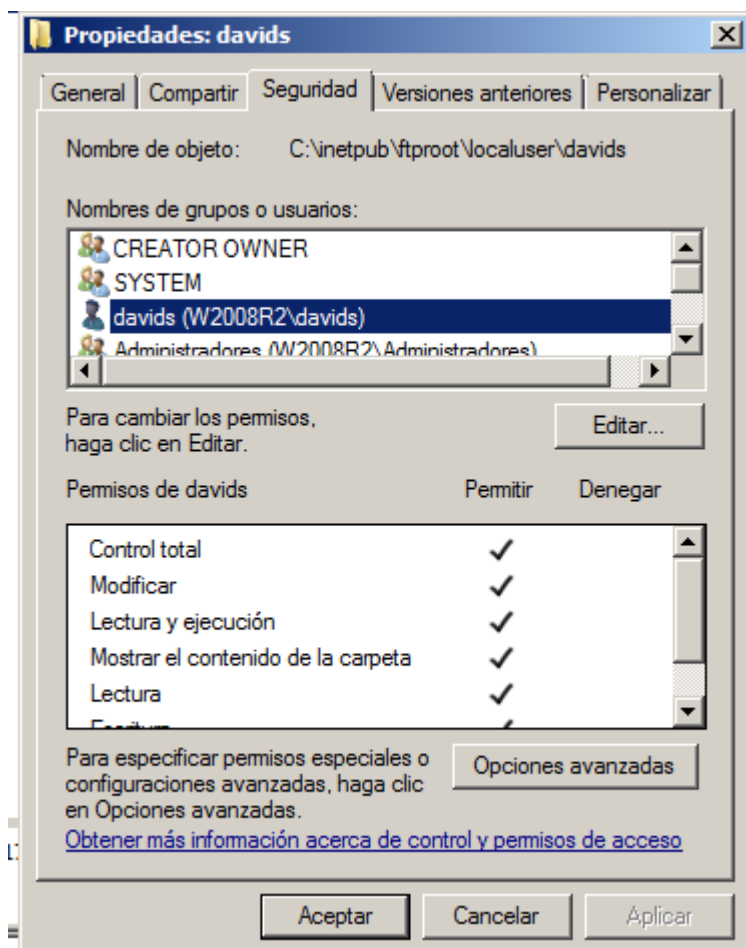 Propiedades: davids
General Compartir Seguridad Versiones anteriores Personalizar
Nombre de objeto: C:\inetpub\ftproot\localuser\davids
Nombres de grupos o usuarios:
CREATOR OWNER
SYSTEM
davids (W2008R2\davids)
Administradores (W2008R2\Administradores)
Para cambiar los permisos,
haga clic en Editar.
Editar...
Permisos de davids Permitir Denegar
Control total
Modificar
Lectura y ejecución
Mostrar el contenido de la carpeta
Lectura
Escritura
Para especificar permisos especiales o
configuraciones avanzadas, haga clic
en Opciones avanzadas.
Opciones avanzadas
Obtener más información acerca de control y permisos de acceso
Aceptar Cancelar Aplicar